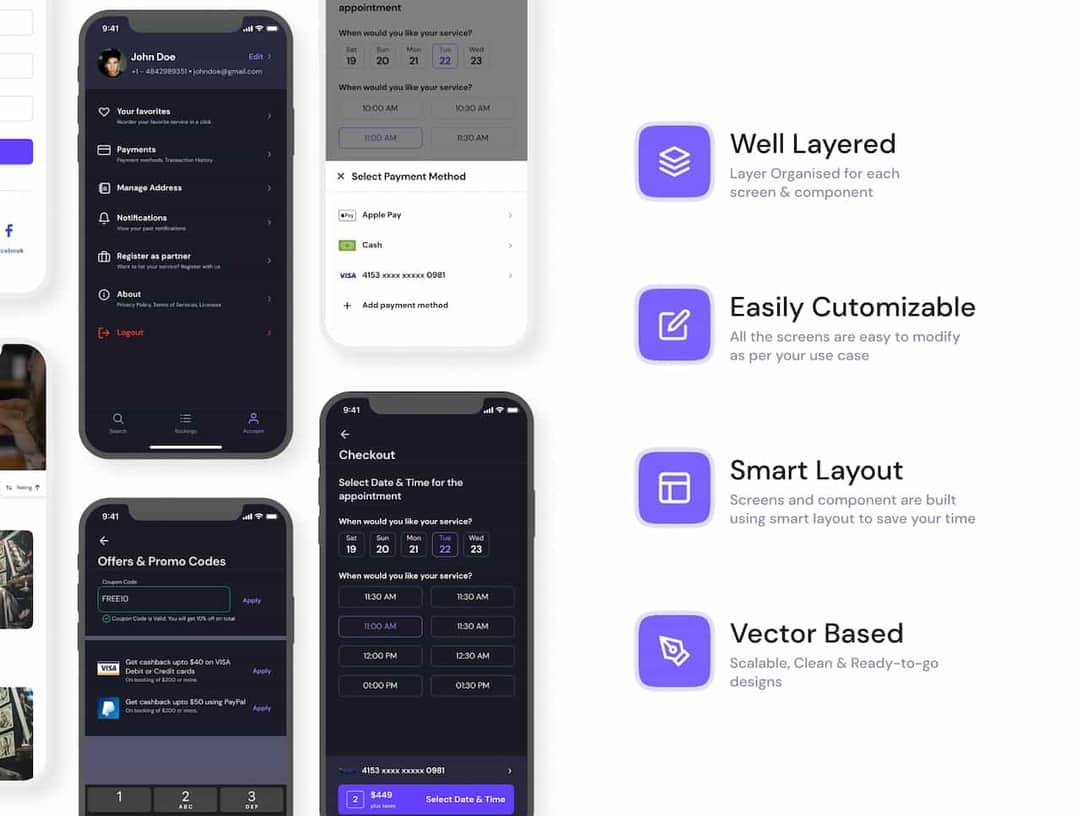 9:41
John Doe
Edit
+1 - 4842989351 • johndoe@gmail.com
Your favorites
Reorder your favorite service in a click
Payments
Payment methods, Transaction History
Manage Address
Notifications
View your past notifications
Register as partner
Want to list your service? Register with us
About
Privacy Policy, Terms of Services, Licenses
Logout
Search
Bookings
Account
cebook
Rating
9:41
Offers & Promo Codes
Coupon Code
FREE10
Apply
Coupon Code is Valid. You will get 10% off on total
VISA
Get cashback upto $40 on VISA
Debit or Credit cards
On booking of $200 or more.
Apply
Get cashback upto $50 using PayPal
On booking of $200 or more.
Apply
1
2
ABC
3
DEF
appointment
When would you like your service?
Sat Sun Mon Tue Wed
19 20 21 22 23
When would you like your service?
10:00 AM 10:30 AM
11:00 AM 11:30 AM
Select Payment Method
Pay Apple Pay
Cash
VISA 4153 xxxx xxxxx 0981
Add payment method
9:41
Checkout
Select Date & Time for the
appointment
When would you like your service?
Sat Sun Mon Tue Wed
19 20 21 22 23
When would you like your service?
11:30 AM 11:30 AM
11:00 AM 11:30 AM
12:00 PM 12:30 AM
01:00 PM 01:30 PM
4153 xxxx xxxxx 0981
2
$449
plus taxes
Select Date & Time
Well Layered
Layer Organised for each
screen & component
Easily Cutomizable
All the screens are easy to modify
as per your use case
Smart Layout
Screens and component are built
using smart layout to save your time
Vector Based
Scalable, Clean & Ready-to-go
designs